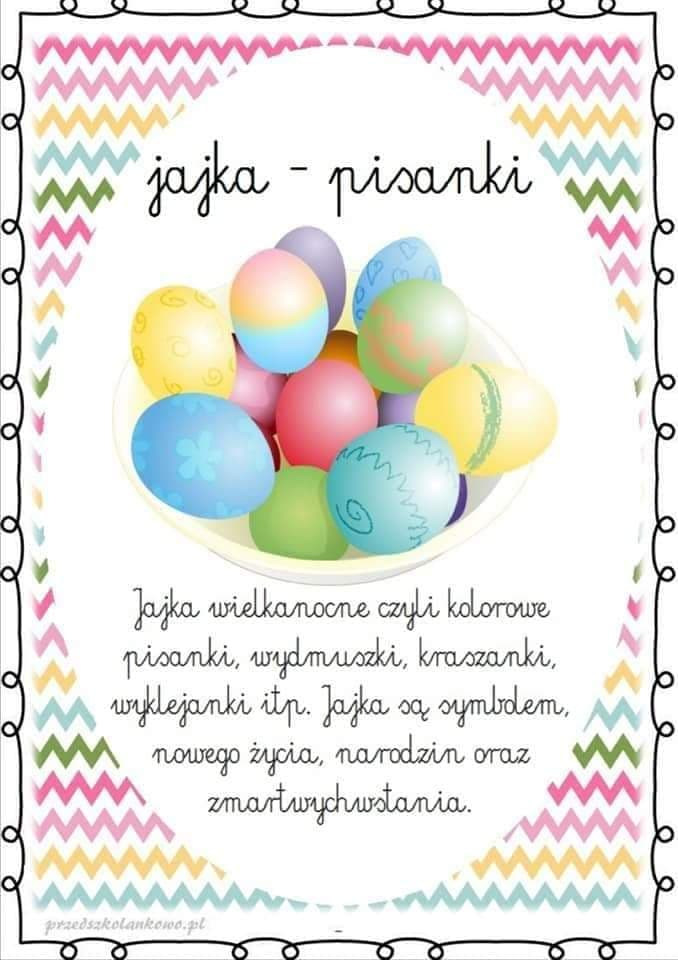 jajka - pisanki
Jajka wielkanocne czyli kolorowe
pisanki, wydmuszki, kraszanki,
wyklejanki itp. Jajka są symbolem,
nowego życia, narodzin oraz
zmartwychwstania.
przedszkolankowo.pl